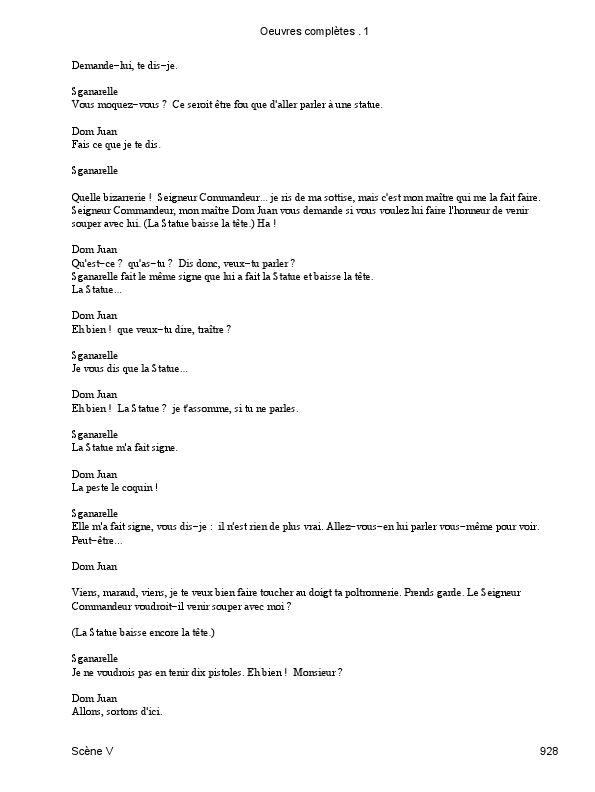 Oeuvres complètes . 1
Demande−lui, te dis−je.
Sganarelle
Vous moquez−vous ? Ce seroit être fou que d'aller parler à une statue.
Dom Juan
Fais ce que je te dis.
Sganarelle
Quelle bizarrerie ! Seigneur Commandeur... je ris de ma sottise, mais c'est mon maître qui me la fait faire.
Seigneur Commandeur, mon maître Dom Juan vous demande si vous voulez lui faire l'honneur de venir
souper avec lui. (La Statue baisse la tête.) Ha !
Dom Juan
Qu'est−ce ? qu'as−tu ? Dis donc, veux−tu parler ?
Sganarelle fait le même signe que lui a fait la Statue et baisse la tête.
La Statue...
Dom Juan
Eh bien ! que veux−tu dire, traître ?
Sganarelle
Je vous dis que la Statue...
Dom Juan
Eh bien ! La Statue ? je t'assomme, si tu ne parles.
Sganarelle
La Statue m'a fait signe.
Dom Juan
La peste le coquin !
Sganarelle
Elle m'a fait signe, vous dis−je : il n'est rien de plus vrai. Allez−vous−en lui parler vous−même pour voir.
Peut−être...
Dom Juan
Viens, maraud, viens, je te veux bien faire toucher au doigt ta poltronnerie. Prends garde. Le Seigneur
Commandeur voudroit−il venir souper avec moi ?
(La Statue baisse encore la tête.)
Sganarelle
Je ne voudrois pas en tenir dix pistoles. Eh bien ! Monsieur ?
Dom Juan
Allons, sortons d'ici.
Scène V 928